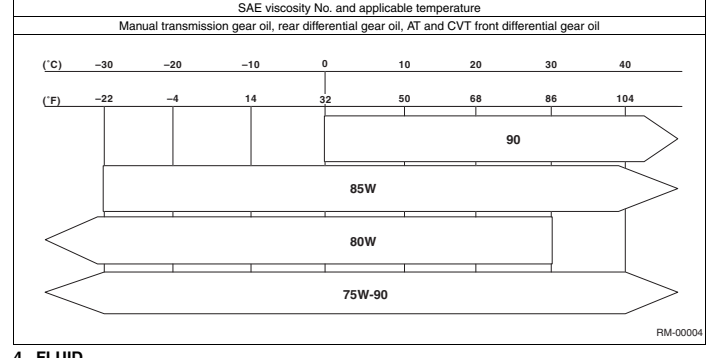 SAE viscosity No. and applicable temperature
Manual transmission gear oil, rear differential gear oil, AT and CVT front differential gear oil
(˚C) –30 –20 –10 0 10 20 30 40
(˚F) –22 –4 14 32 50 68 86 104
90
85W
80W
75W-90
RM-00004
4. FLUID